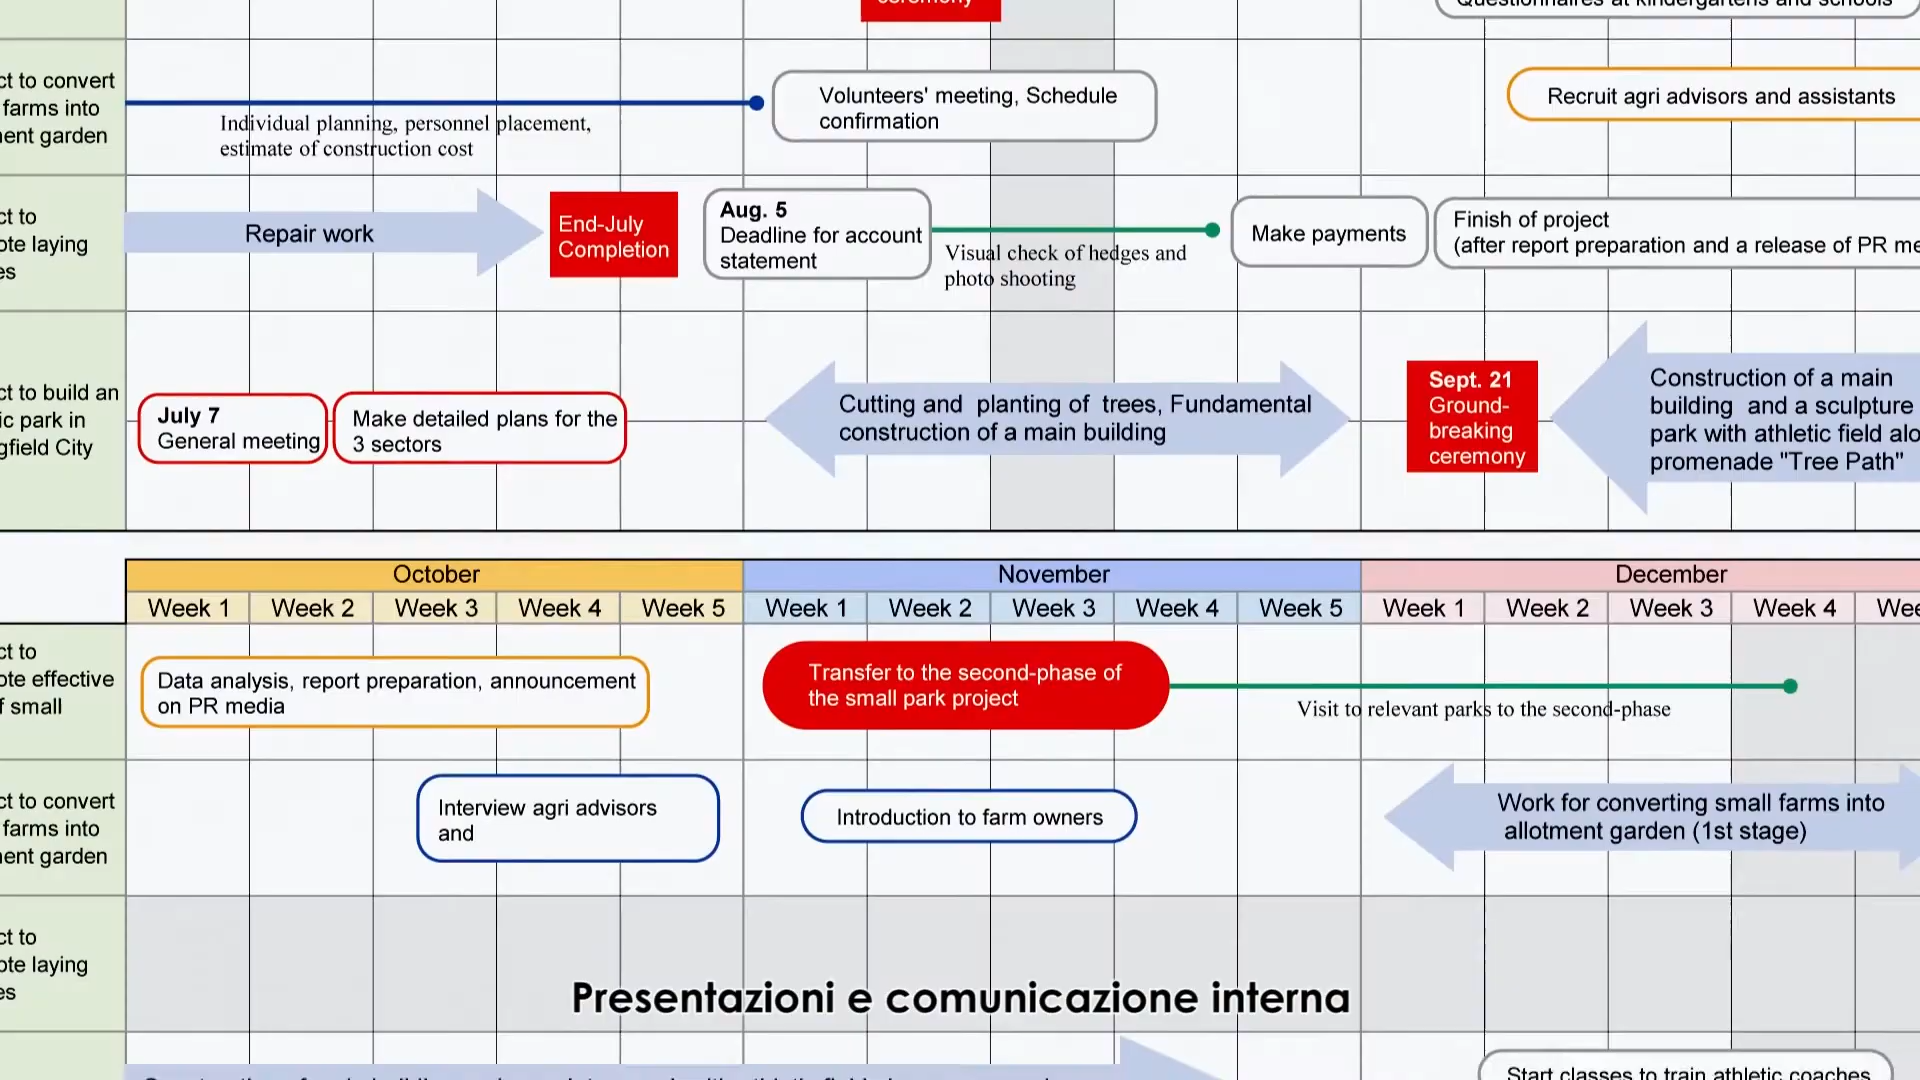 ceremony
Questionnaires at kindergartens and schools
ct to convert
farms into
ment garden
Individual planning, personnel placement,
estimate of construction cost
Volunteers' meeting, Schedule
confirmation
Recruit agri advisors and assistants
ct to
ote laying
es
Repair work
End-July
Completion
Aug. 5
Deadline for account
statement
Visual check of hedges and
photo shooting
Make payments
Finish of project
(after report preparation and a release of PR me
ct to build an
ic park in
gfield City
July 7
General meeting
Make detailed plans for the
3 sectors
Cutting and planting of trees, Fundamental
construction of a main building
Sept. 21
Ground-
breaking
ceremony
Construction of a main
building and a sculpture
park with athletic field alo
promenade "Tree Path"
October November December
Week 1 Week 2 Week 3 Week 4 Week 5 Week 1 Week 2 Week 3 Week 4 Week 5 Week 1 Week 2 Week 3 Week 4 Wee
ct to
ote effective
f small
Data analysis, report preparation, announcement
on PR media
Transfer to the second-phase of
the small park project
Visit to relevant parks to the second-phase
ct to convert
farms into
ent garden
Interview agri advisors
and
Introduction to farm owners
Work for converting small farms into
allotment garden (1st stage)
ct to
ote laying
es
Presentazioni e comunicazione interna
Start classes to train athletic coaches